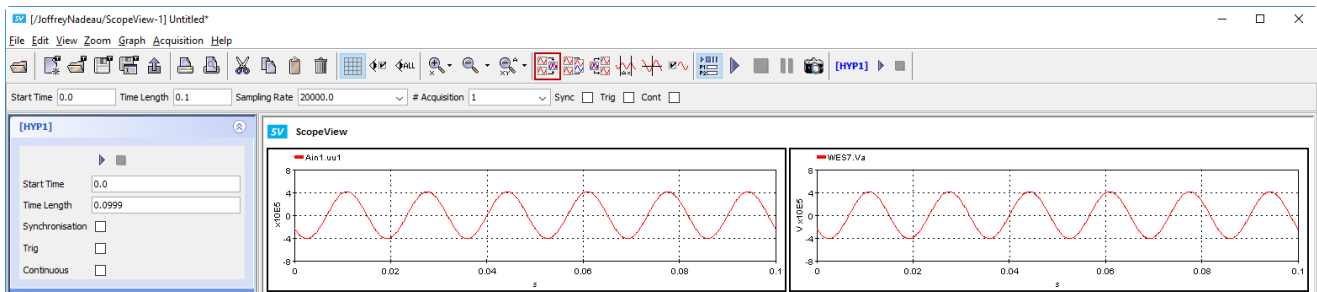 SV [/JoffreyNadeau/ScopeView-1] Untitled*
File Edit View Zoom Graph Acquisition Help
ALL x XY A P1 P2 [HYP1]
Start Time 0.0 Time Length 0.1 Sampling Rate 20000.0 # Acquisition 1 Sync Trig Cont
[HYP1]
Start Time 0.0
Time Length 0.0999
Synchronisation
Trig
Continuous
SV ScopeView
Ain1.uu1
8
4
0
-4
-8
x10E5
0 0.02 0.04 0.06 0.08 0.1
s
WES7.Va
8
4
0
-4
-8
V x10E5
0 0.02 0.04 0.06 0.08 0.1
s